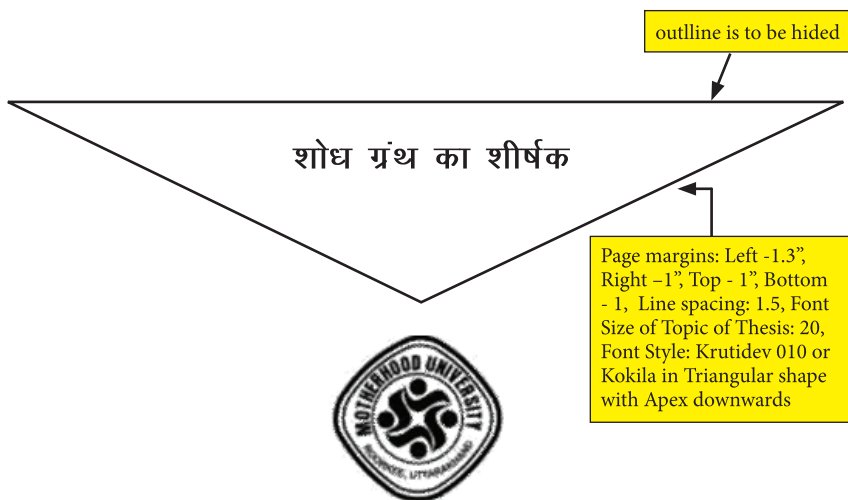 outlline is to be hided
शोध ग्रंथ का शीर्षक
Page margins: Left -1.3”,
Right –1”, Top - 1”, Bottom
- 1, Line spacing: 1.5, Font
Size of Topic of Thesis: 20,
Font Style: Krutidev 010 or
Kokila in Triangular shape
with Apex downwards
MOTHERHOOD UNIVERSITY
ROORKEE, UTTARAKHAND